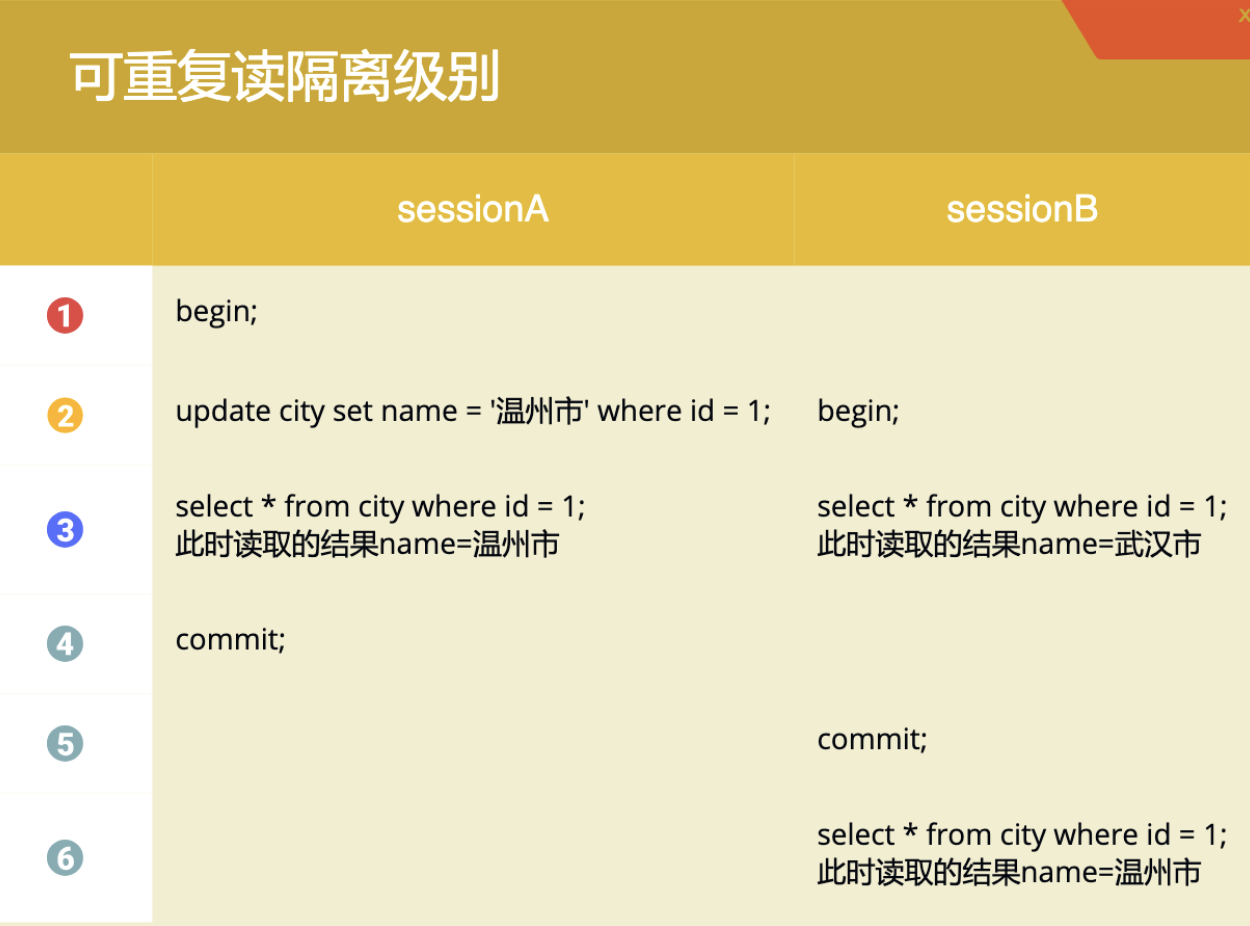 可重复读隔离级别
sessionA
sessionB
1
begin;
2
update city set name = '温州市' where id = 1;
begin;
3
select * from city where id = 1;
此时读取的结果name=温州市
select * from city where id = 1;
此时读取的结果name=武汉市
4
commit;
5
commit;
6
select * from city where id = 1;
此时读取的结果name=温州市